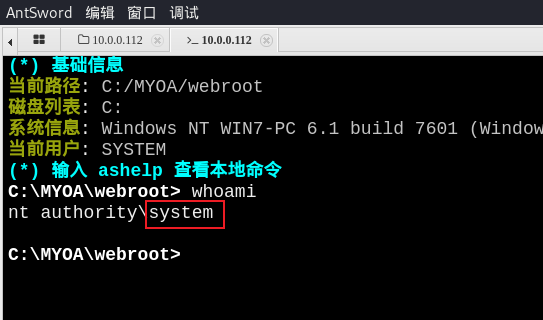 AntSword 编辑 窗口 调试
10.0.0.112 >_ 10.0.0.112
(*) 基础信息
当前路径: C:/MYOA/webroot
磁盘列表: C:
系统信息: Windows NT WIN7-PC 6.1 build 7601 (Window
当前用户: SYSTEM
(*) 输入 ashelp 查看本地命令
C:\MYOA\webroot> whoami
nt authority\system
C:\MYOA\webroot>